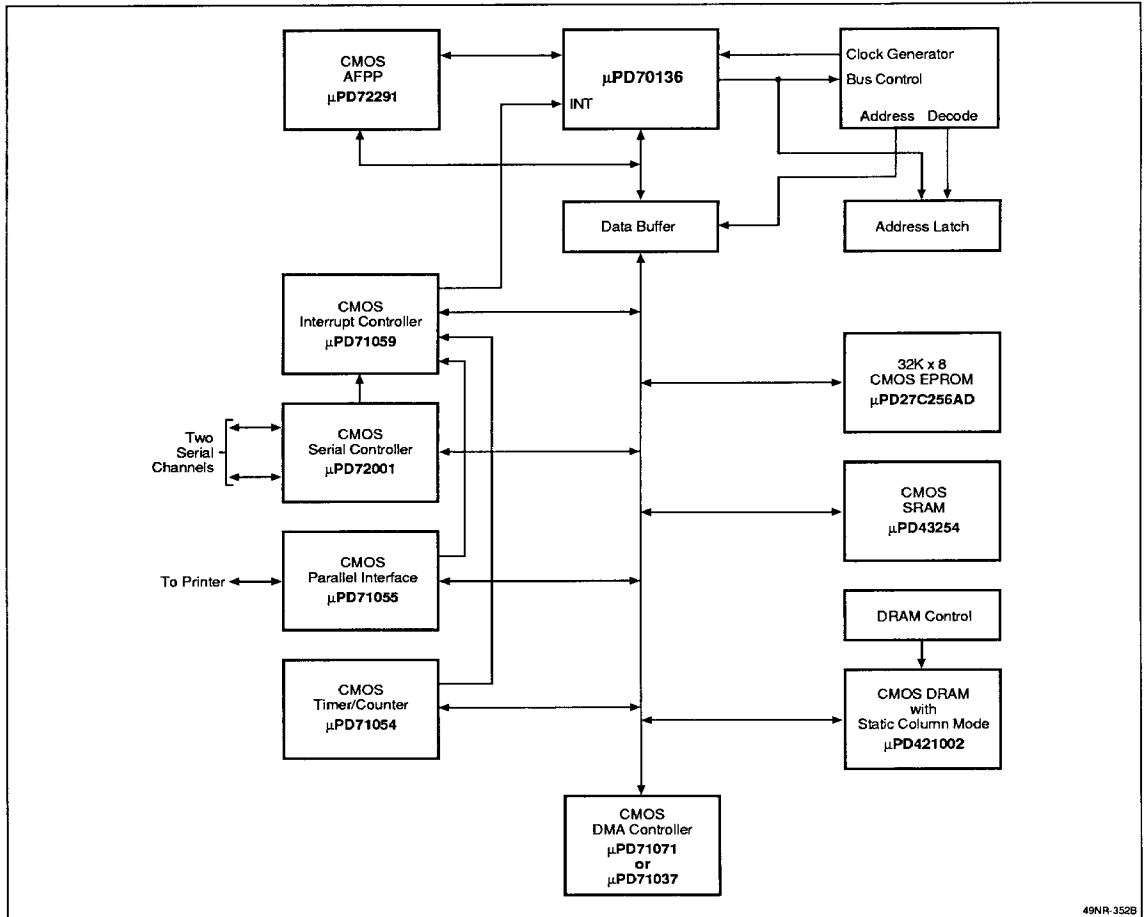 CMOS
AFPP
μPD72291
μPD70136
INT
Clock Generator
Bus Control
Address Decode
Data Buffer
Address Latch
CMOS
Interrupt Controller
μPD71059
32K x 8
CMOS EPROM
μPD27C256AD
Two
Serial
Channels
CMOS
Serial Controller
μPD72001
CMOS
SRAM
μPD43254
To Printer
CMOS
Parallel Interface
μPD71055
DRAM Control
CMOS
Timer/Counter
μPD71054
CMOS DRAM
with
Static Column Mode
μPD421002
CMOS
DMA Controller
μPD71071
or
μPD71037
49NR-352B